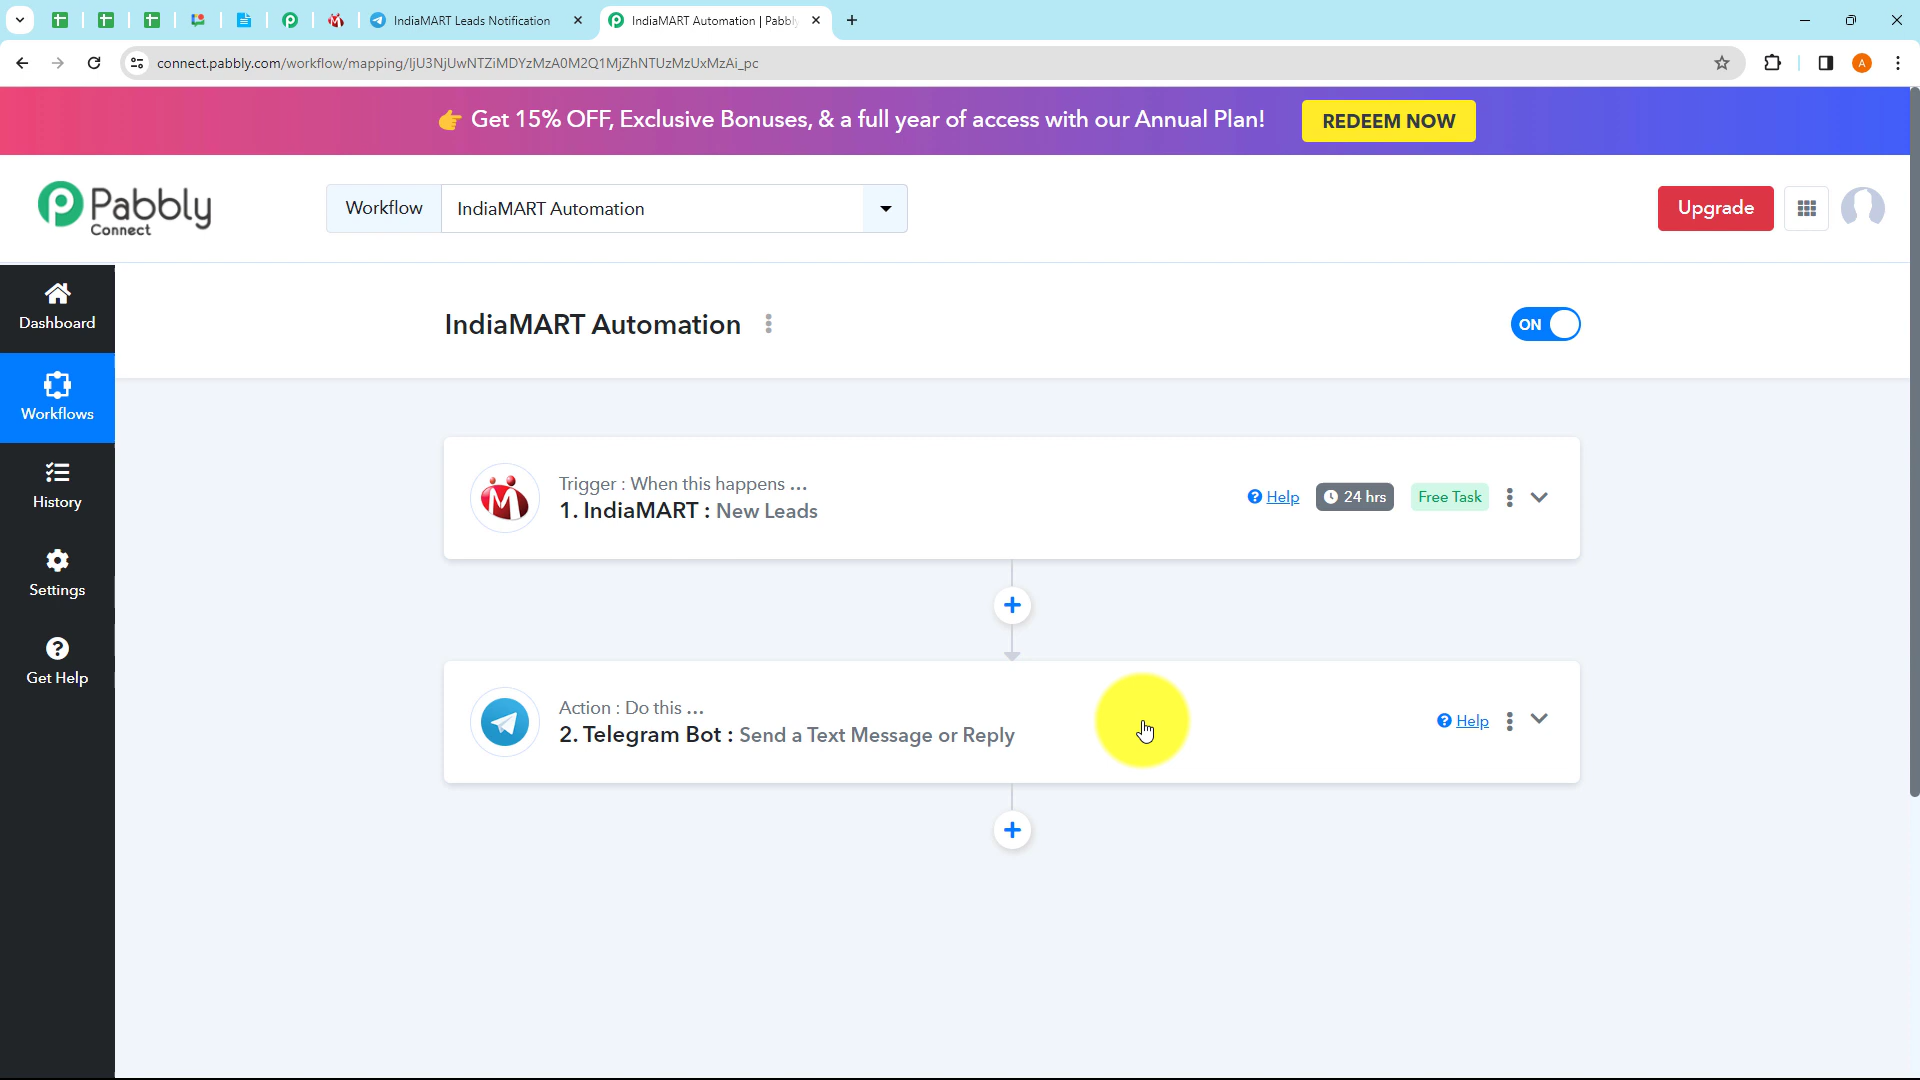 IndiaMART Leads Notification
IndiaMART Automation | Pabbly
connect.pabbly.com/workflow/mapping/IjU3NjUwNTZiMDYzMzA0M2Q1MjZhNTUzMzUxMzAi_pc
A
👉 Get 15% OFF, Exclusive Bonuses, & a full year of access with our Annual Plan!
REDEEM NOW
Pabbly
Connect
Workflow
IndiaMART Automation
Upgrade
Dashboard
Workflows
History
Settings
Get Help
IndiaMART Automation
ON
Trigger : When this happens ...
1. IndiaMART : New Leads
Help
24 hrs
Free Task
Action : Do this ...
2. Telegram Bot : Send a Text Message or Reply
Help